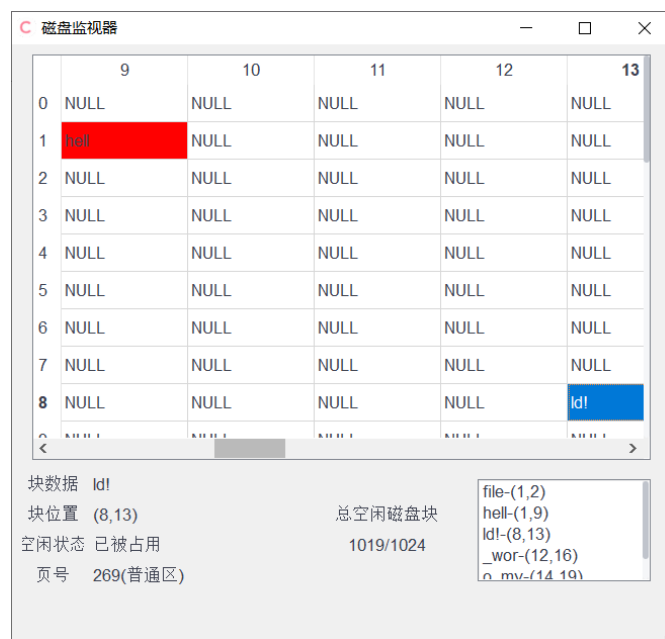 C 磁盘监视器
9 10 11 12 13
0 NULL NULL NULL NULL NULL
1 hell NULL NULL NULL NULL
2 NULL NULL NULL NULL NULL
3 NULL NULL NULL NULL NULL
4 NULL NULL NULL NULL NULL
5 NULL NULL NULL NULL NULL
6 NULL NULL NULL NULL NULL
7 NULL NULL NULL NULL NULL
8 NULL NULL NULL NULL ld!
块数据 ld!
块位置 (8,13)
空闲状态 已被占用
页号 269(普通区)
总空闲磁盘块
1019/1024
file-(1,2)
hell-(1,9)
ld!-(8,13)
_wor-(12,16)
o_my-(14,19)